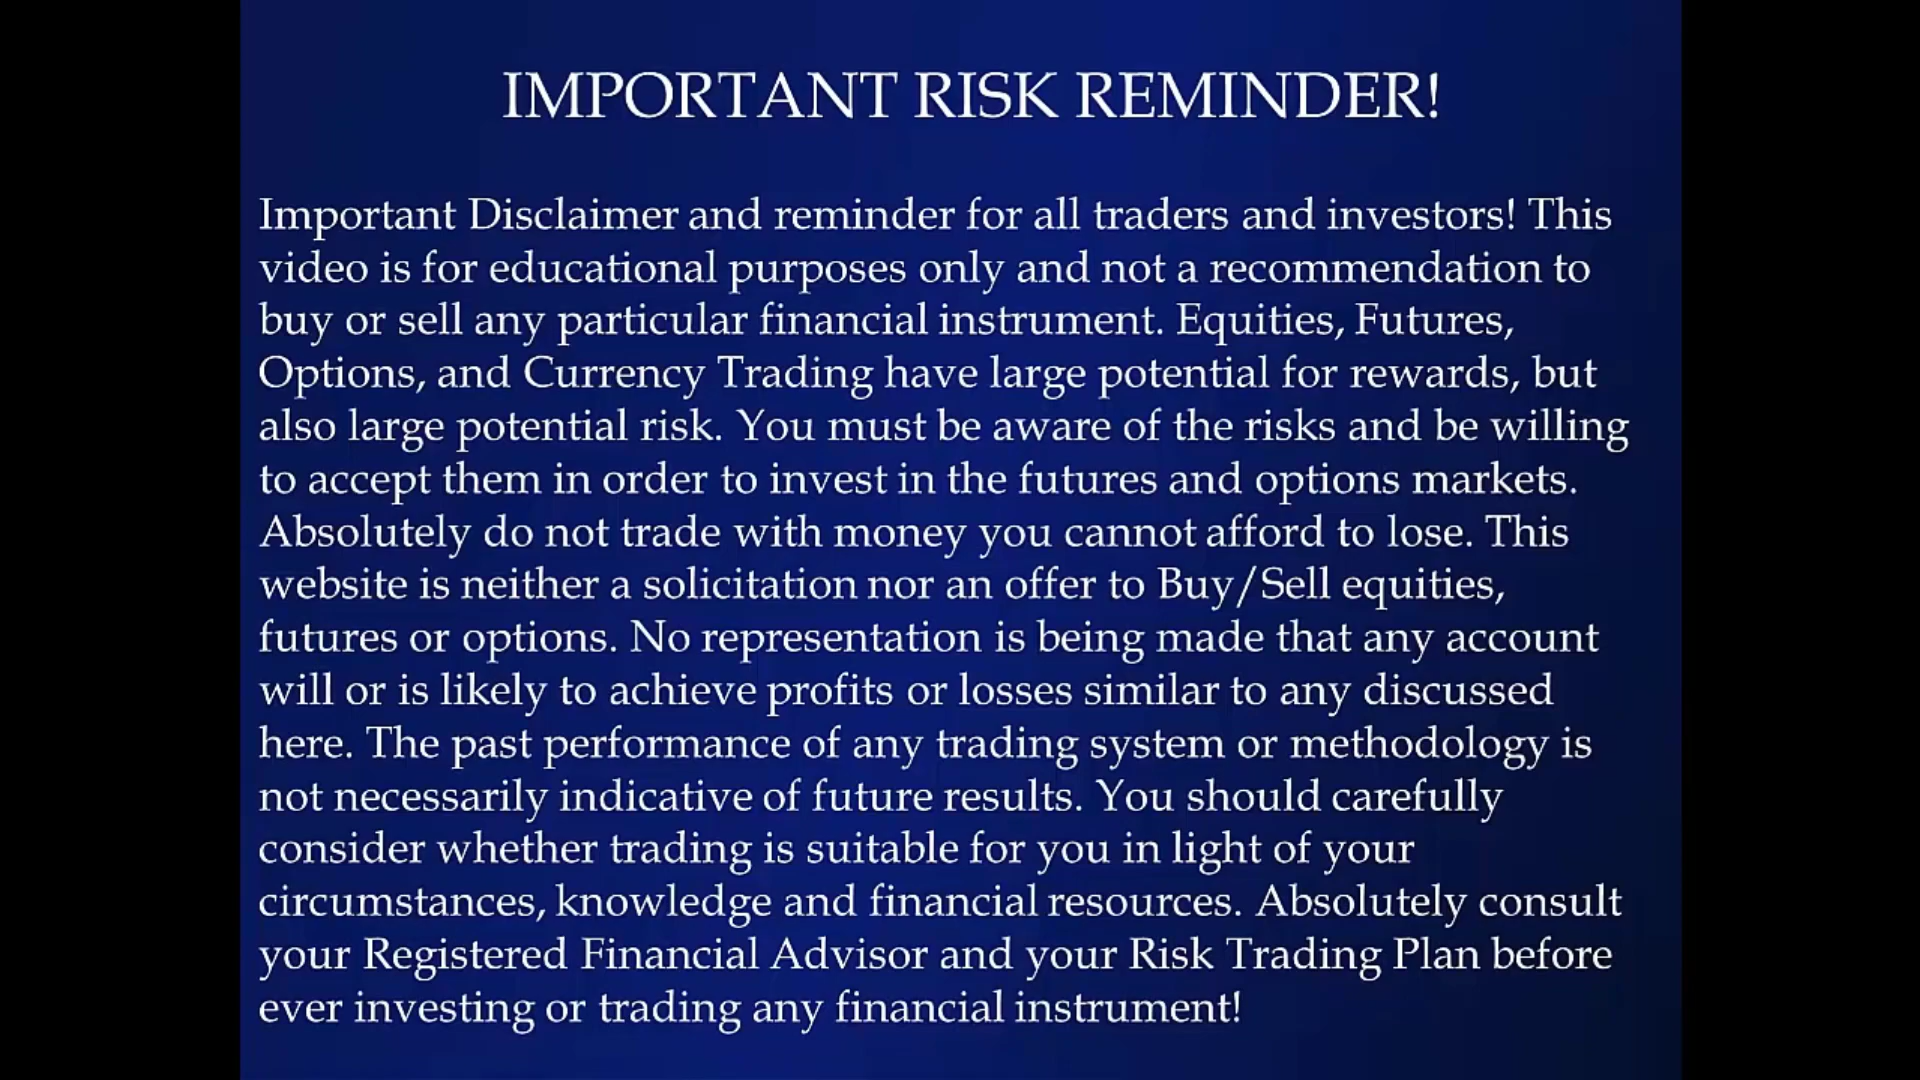 IMPORTANT RISK REMINDER!
Important Disclaimer and reminder for all traders and investors! This
video is for educational purposes only and not a recommendation to
buy or sell any particular financial instrument. Equities, Futures,
Options, and Currency Trading have large potential for rewards, but
also large potential risk. You must be aware of the risks and be willing
to accept them in order to invest in the futures and options markets.
Absolutely do not trade with money you cannot afford to lose. This
website is neither a solicitation nor an offer to Buy/Sell equities,
futures or options. No representation is being made that any account
will or is likely to achieve profits or losses similar to any discussed
here. The past performance of any trading system or methodology is
not necessarily indicative of future results. You should carefully
consider whether trading is suitable for you in light of your
circumstances, knowledge and financial resources. Absolutely consult
your Registered Financial Advisor and your Risk Trading Plan before
ever investing or trading any financial instrument!